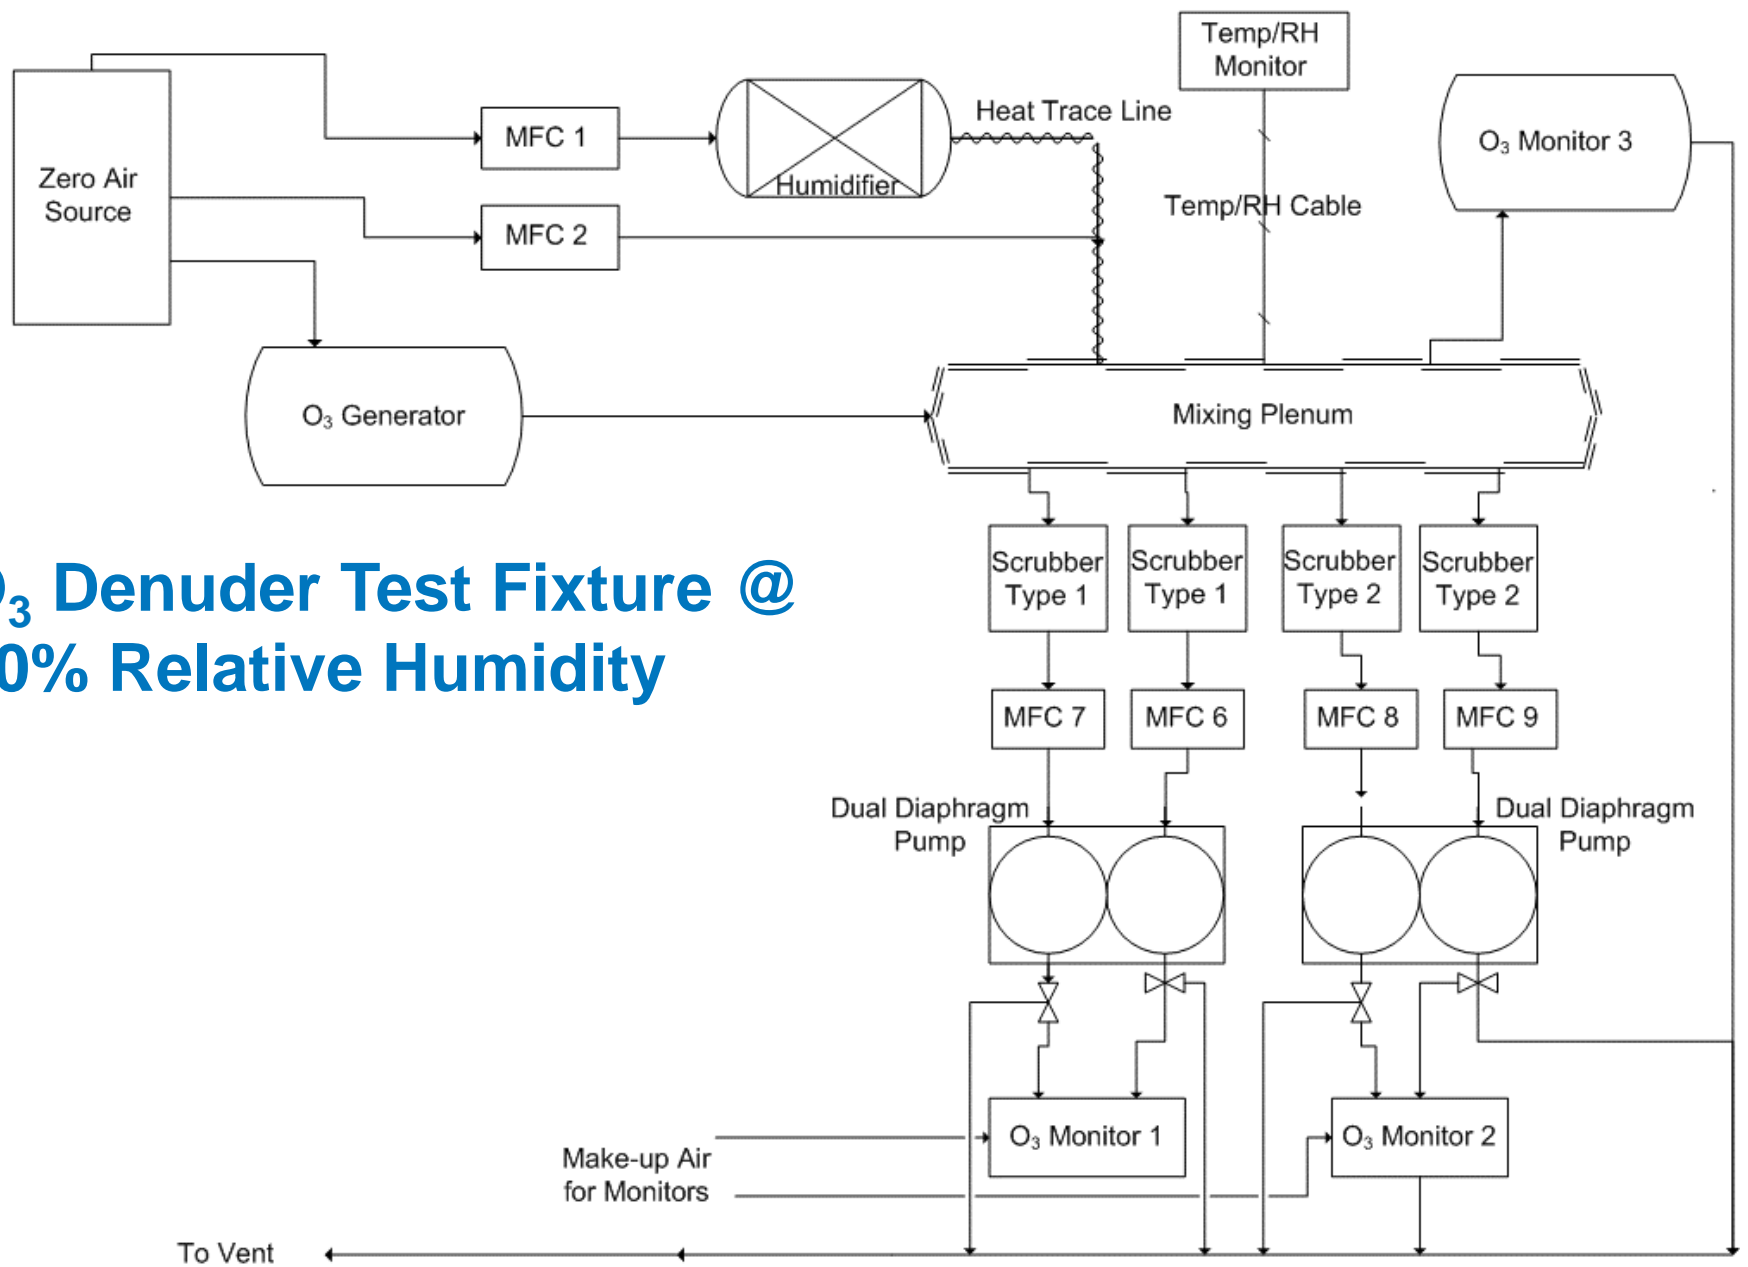 Temp/RH
Monitor
Heat Trace Line
MFC 1
O₃ Monitor 3
Zero Air
Source
Humidifier
Temp/RH Cable
MFC 2
O₃ Generator
Mixing Plenum
Scrubber
Type 1
Scrubber
Type 1
Scrubber
Type 2
Scrubber
Type 2
₃ Denuder Test Fixture @
0% Relative Humidity
MFC 7
MFC 6
MFC 8
MFC 9
Dual Diaphragm
Pump
Dual Diaphragm
Pump
O₃ Monitor 1
O₃ Monitor 2
Make-up Air
for Monitors
To Vent